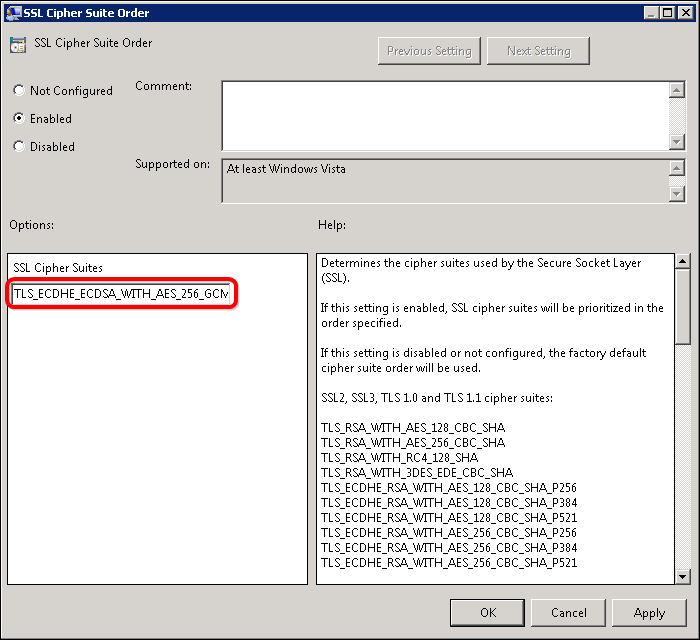 SSL Cipher Suite Order
SSL Cipher Suite Order
Previous Setting
Next Setting
Not Configured
Comment:
Enabled
Disabled
Supported on:
At least Windows Vista
Options:
Help:
SSL Cipher Suites
TLS_ECDHE_ECDSA_WITH_AES_256_GCM
Determines the cipher suites used by the Secure Socket Layer
(SSL).
If this setting is enabled, SSL cipher suites will be prioritized in the
order specified.
If this setting is disabled or not configured, the factory default
cipher suite order will be used.
SSL2, SSL3, TLS 1.0 and TLS 1.1 cipher suites:
TLS_RSA_WITH_AES_128_CBC_SHA
TLS_RSA_WITH_AES_256_CBC_SHA
TLS_RSA_WITH_RC4_128_SHA
TLS_RSA_WITH_3DES_EDE_CBC_SHA
TLS_ECDHE_RSA_WITH_AES_128_CBC_SHA_P256
TLS_ECDHE_RSA_WITH_AES_128_CBC_SHA_P384
TLS_ECDHE_RSA_WITH_AES_128_CBC_SHA_P521
TLS_ECDHE_RSA_WITH_AES_256_CBC_SHA_P256
TLS_ECDHE_RSA_WITH_AES_256_CBC_SHA_P384
TLS_ECDHE_RSA_WITH_AES_256_CBC_SHA_P521
OK
Cancel
Apply